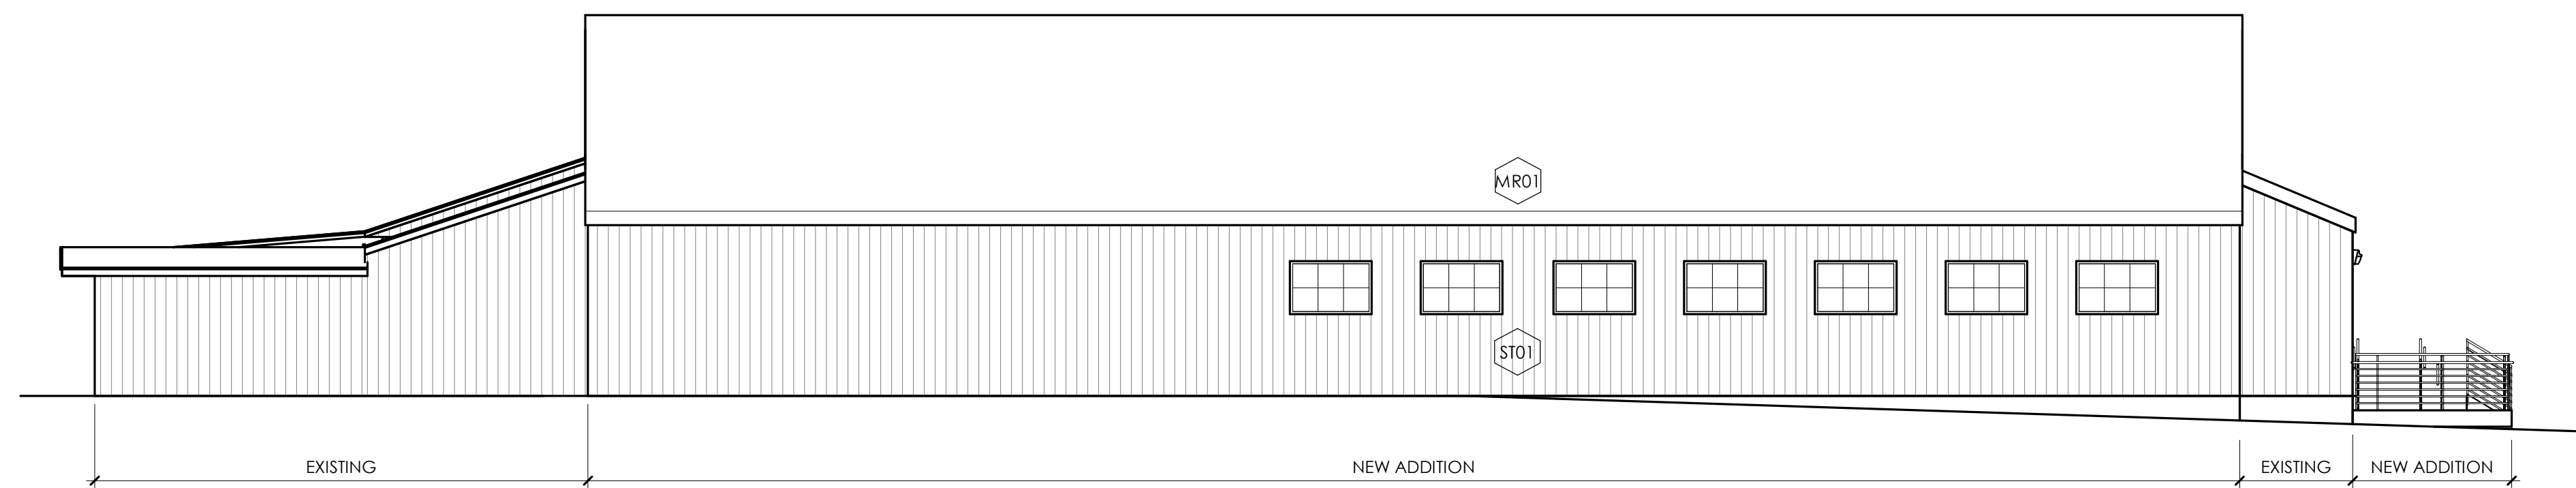 MR01
ST01
EXISTING
NEW ADDITION
EXISTING
NEW ADDITION